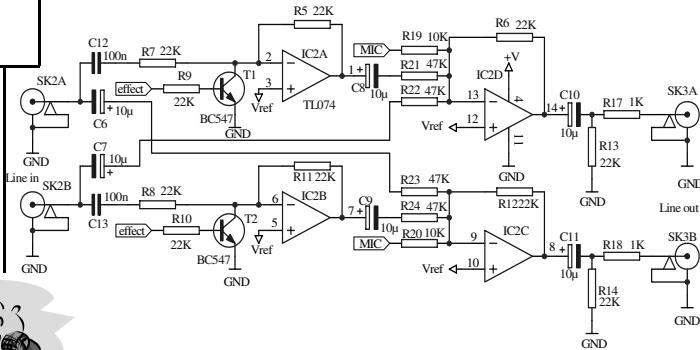 R5 22K
R6 22K
C12
100n
R7 22K
R19 10K
MIC
IC2A
IC2D
+V
SK2A
T1
2
1 +
R21 47K
effect
R9
22K
3
Vref
TL074
C8
10µ
R22 47K
13
4
14 +
C10
R17 1K
SK3A
C6
10µ
BC547
GND
Vref
12
11
10µ
R13
22K
GND
C7
10µ
GND
GND
GND
Line in
SK2B
100n
R8 22K
R11 22K
IC2B
R23 47K
R12 22K
Line out
C13
6
7 +
C9
R24 47K
effect
R10
22K
T2
5
Vref
10µ
MIC
R20 10K
9
IC2C
8 +
C11
R18 1K
SK3B
BC547
Vref
10
10µ
R14
22K
GND
GND
GND
GND